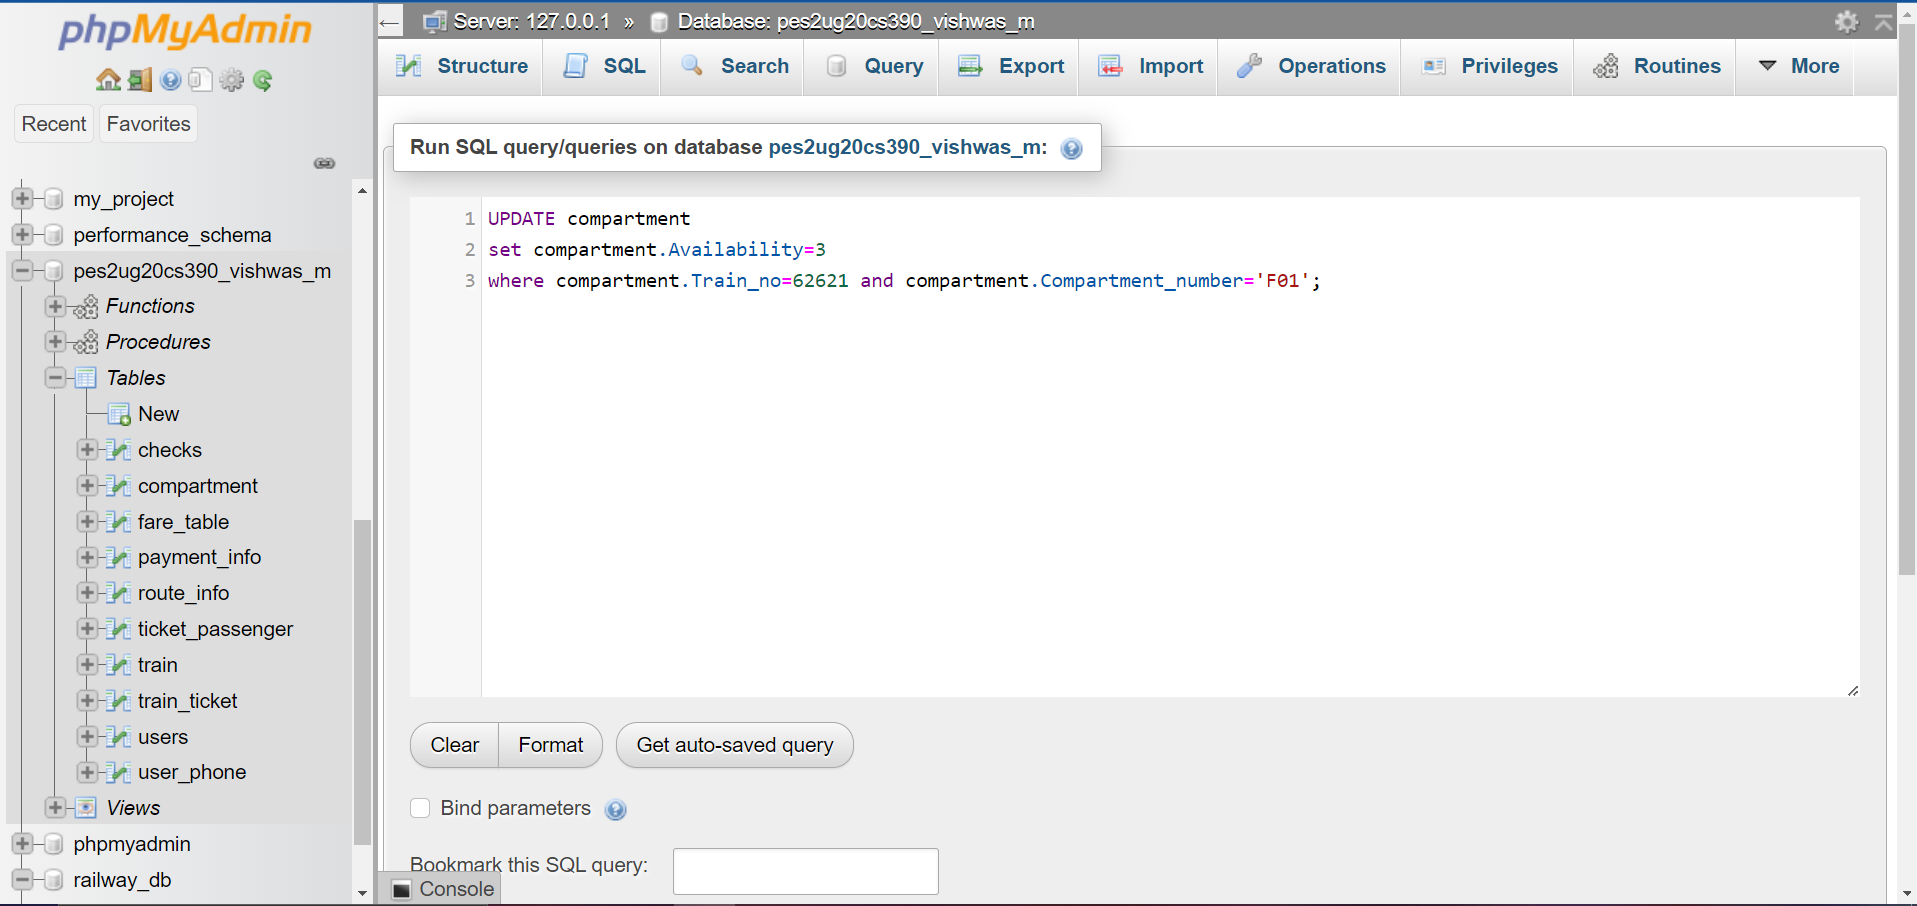 phpMyAdmin
Recent Favorites
my_project
performance_schema
pes2ug20cs390_vishwas_m
Functions
Procedures
Tables
New
checks
compartment
fare_table
payment_info
route_info
ticket_passenger
train
train_ticket
users
user_phone
Views
phpmyadmin
railway_db
Server: 127.0.0.1 » Database: pes2ug20cs390_vishwas_m
Structure SQL Search Query Export Import Operations Privileges Routines More
Run SQL query/queries on database pes2ug20cs390_vishwas_m:
1 UPDATE compartment
2 set compartment.Availability=3
3 where compartment.Train_no=62621 and compartment.Compartment_number='F01';
Clear Format Get auto-saved query
Bind parameters
Bookmark this SQL query:
Console